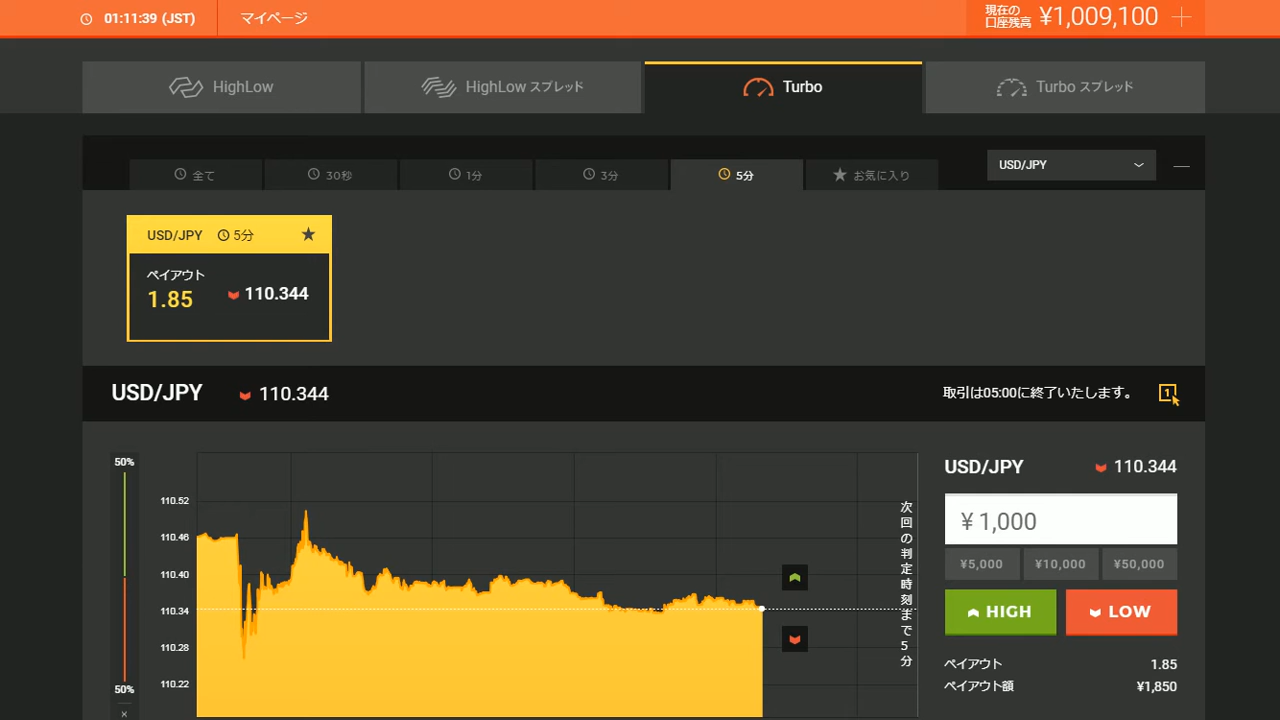 01:11:39 (JST)
マイページ
現在の
口座残高
¥1,009,100
HighLow
HighLow スプレッド
Turbo
Turbo スプレッド
全て
30秒
1分
3分
5分
お気に入り
USD/JPY
USD/JPY 5分
ペイアウト
1.85
110.344
USD/JPY
110.344
取引は05:00に終了いたします。
1
50%
50%
110.52
110.46
110.40
110.34
110.28
110.22
次回の判定時刻まで5分
USD/JPY
110.344
¥ 1,000
¥5,000
¥10,000
¥50,000
HIGH
LOW
ペイアウト
1.85
ペイアウト額
¥1,850